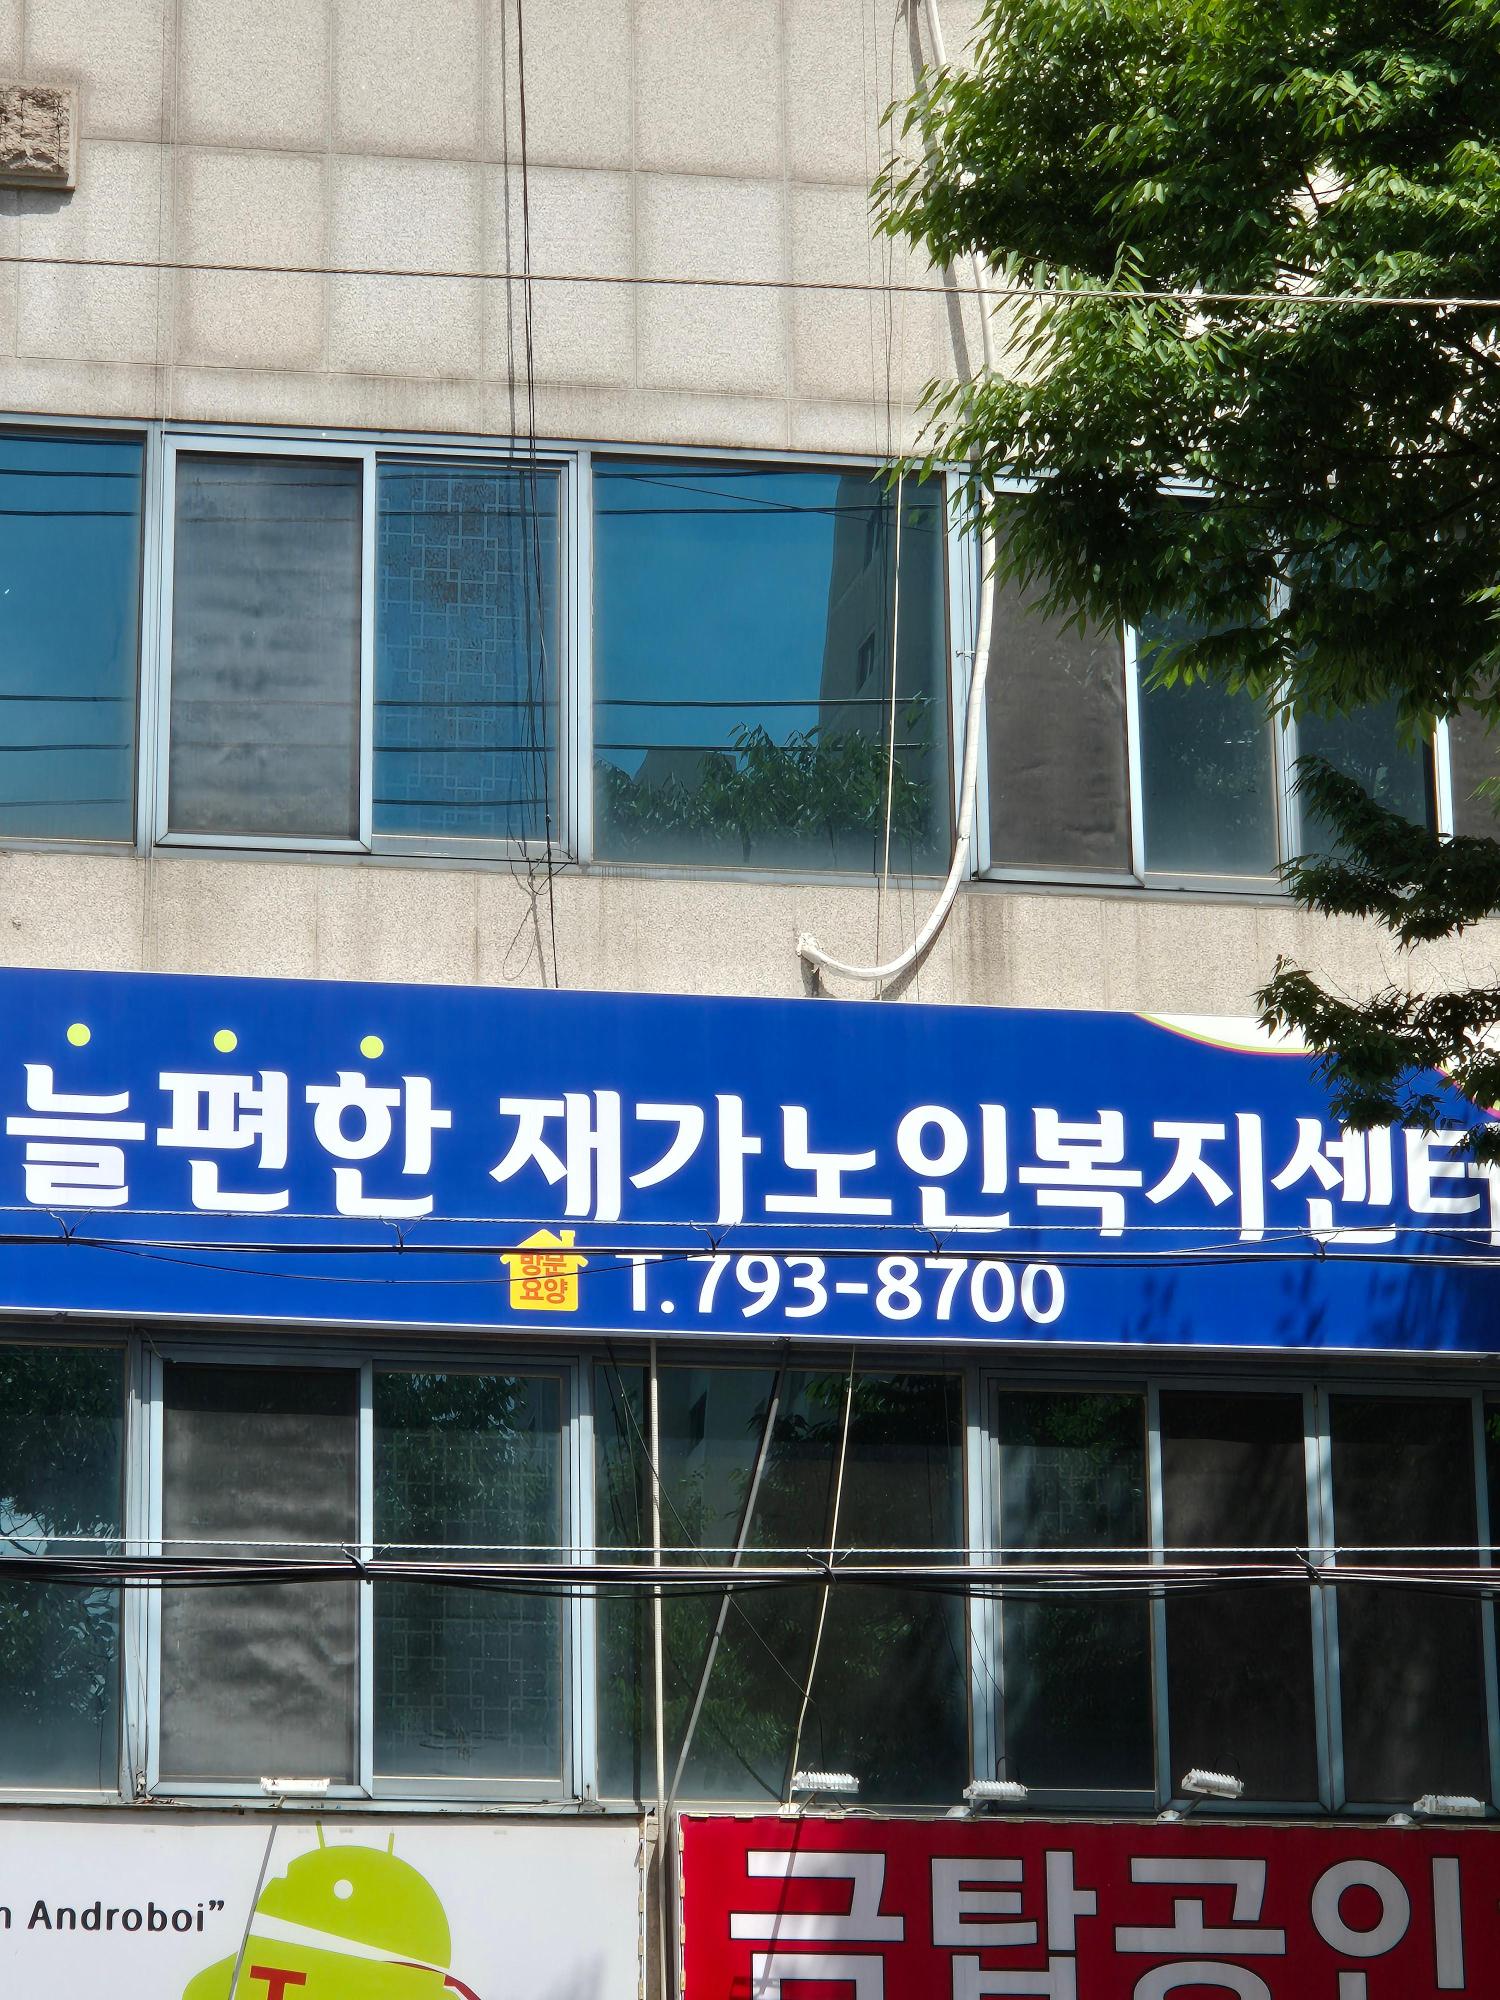 늘편한 재가노인복지센터
방문
요양
T. 793-8700
Androboi”
T
금탑공인